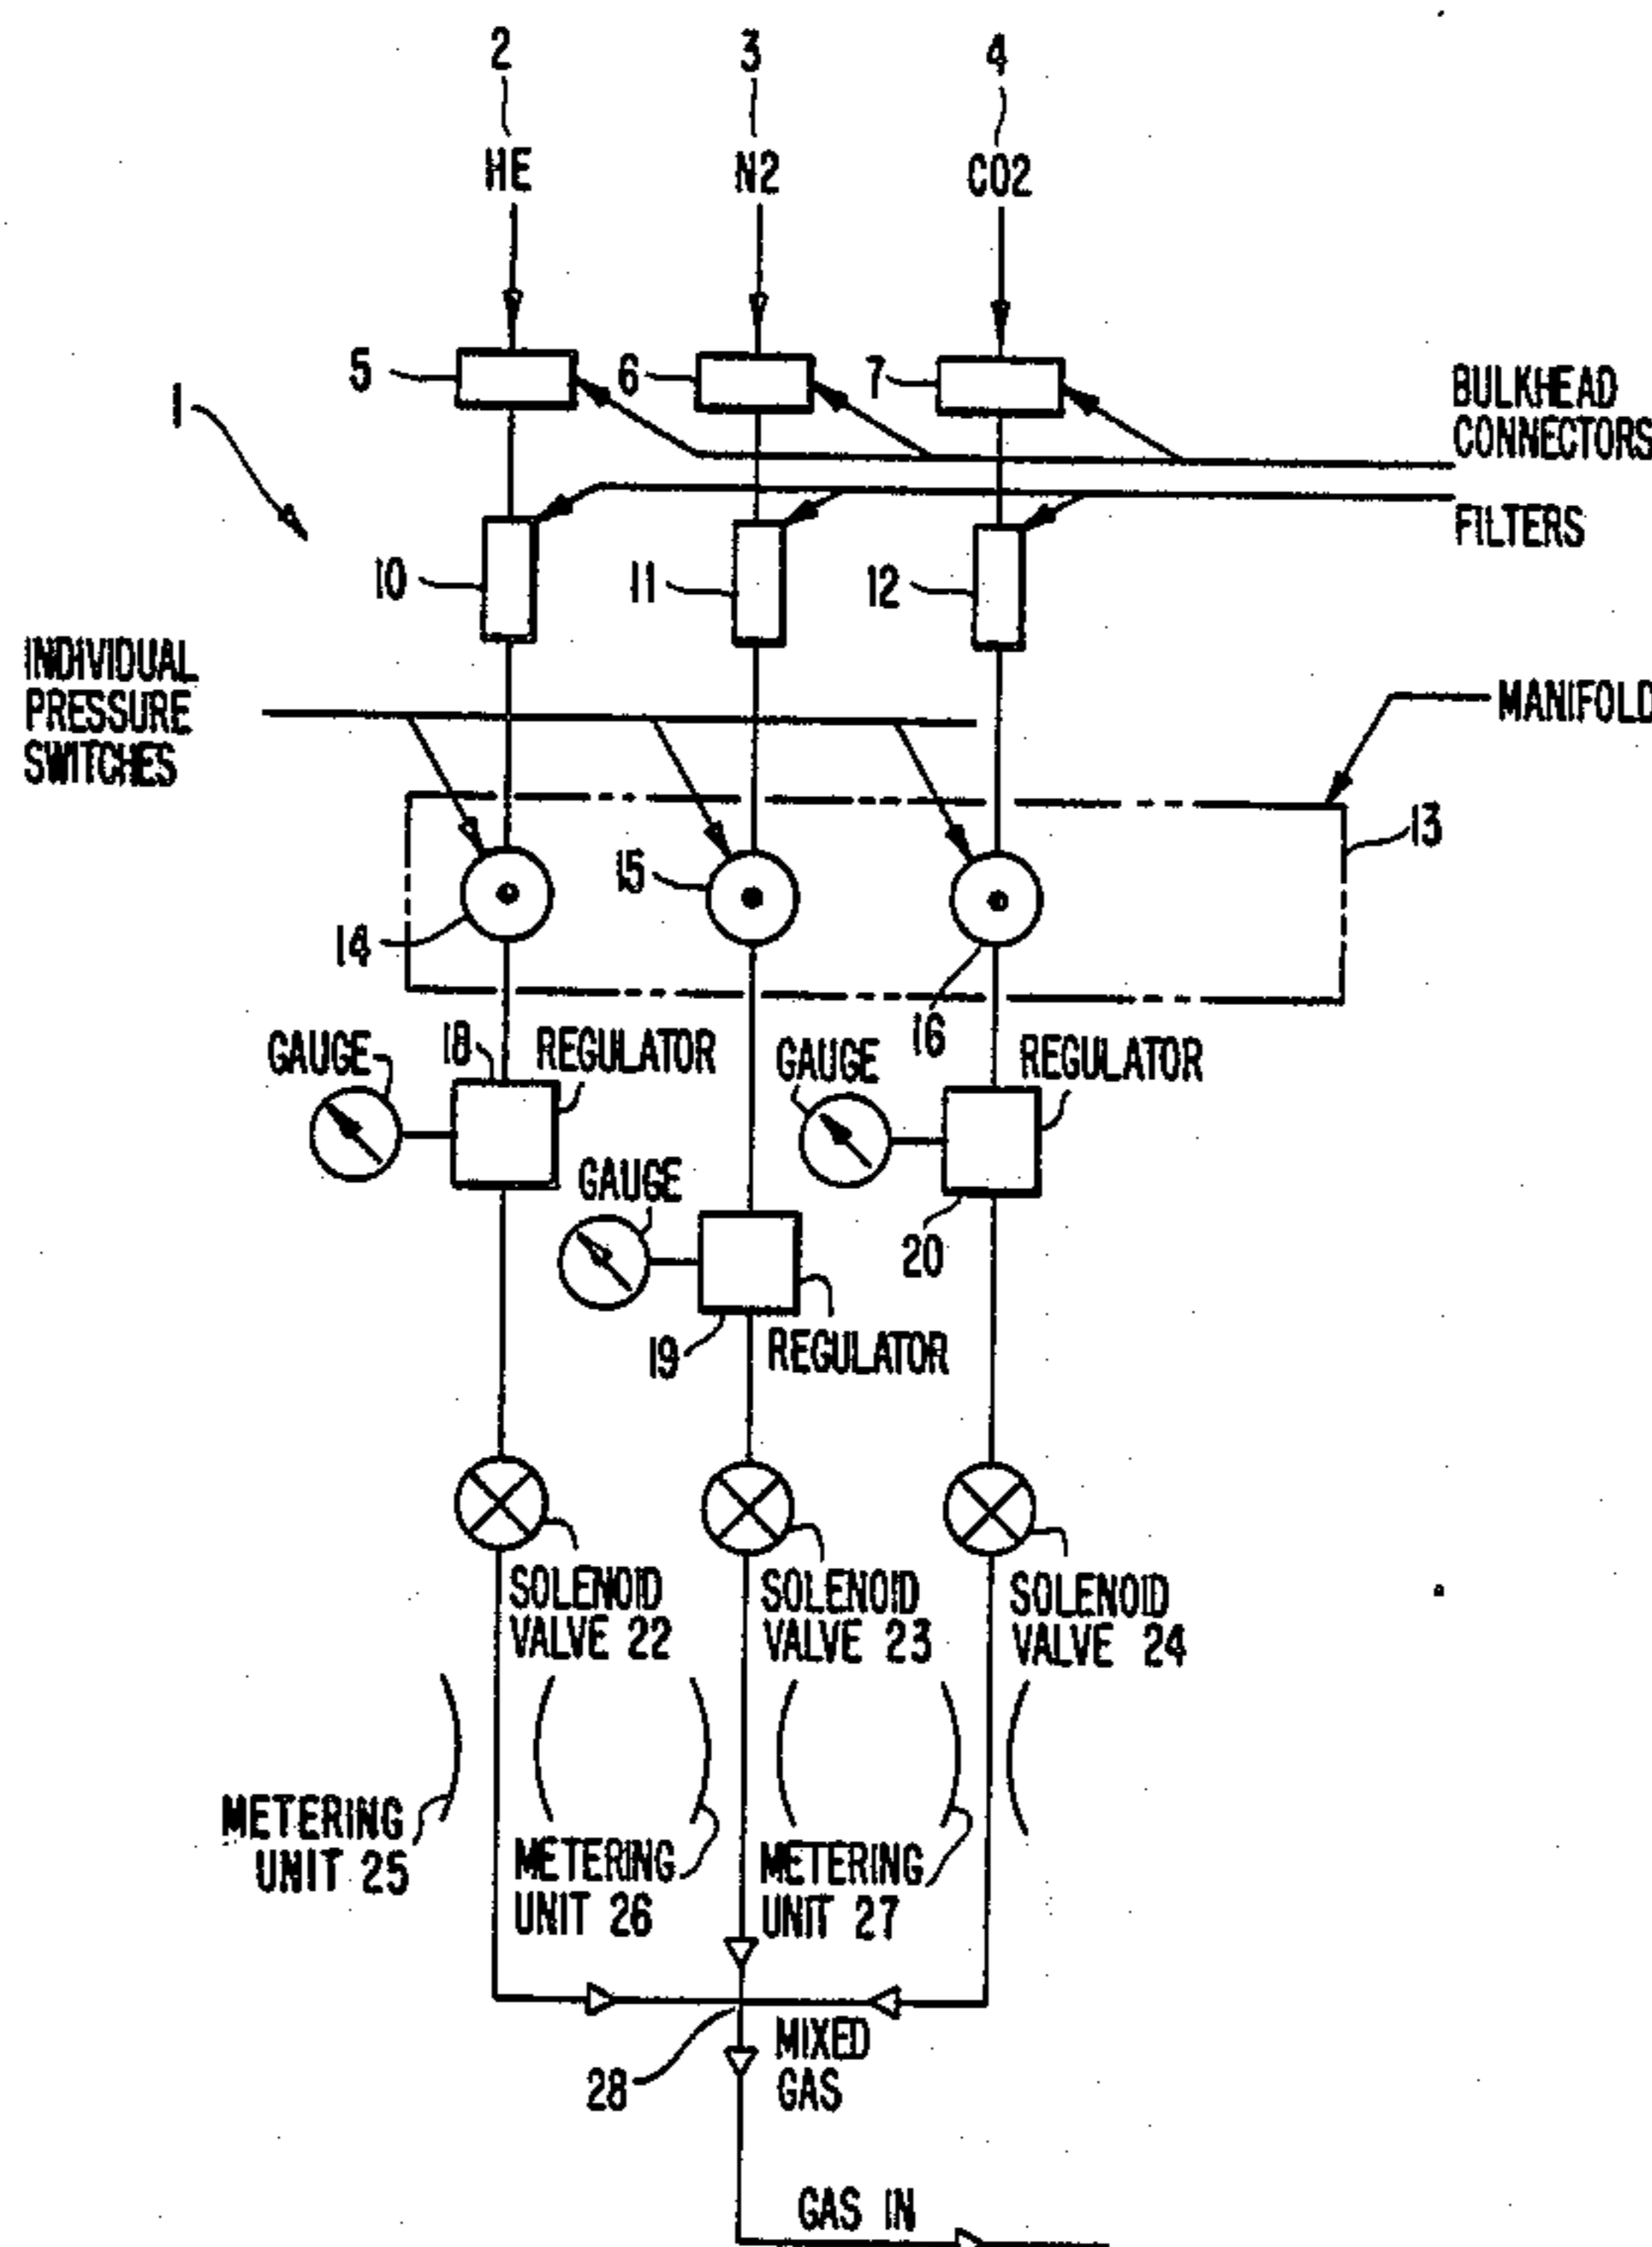 2
3
4
HE
N2
CO2
5
6
7
1
BULKHEAD
CONNECTORS
FILTERS
10
11
12
INDIVIDUAL
PRESSURE
SWITCHES
MANIFOLD
13
14
15
16
GAUGE
18
REGULATOR
GAUGE
REGULATOR
GAUGE
20
19
REGULATOR
SOLENOID
VALVE 22
SOLENOID
VALVE 23
SOLENOID
VALVE 24
METERING
UNIT 25
METERING
UNIT 26
METERING
UNIT 27
28
MIXED
GAS
GAS IN